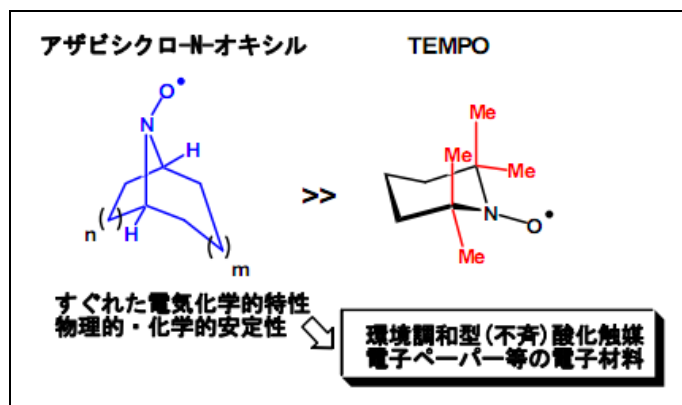 アザビシクロ-N-オキシル
TEMPO
O•
N
H
( )n
H
( )m
>>
Me
Me
Me
N
O•
Me
すぐれた電気化学的特性
物理的・化学的安定性
環境調和型(不斉)酸化触媒
電子ペーパー等の電子材料